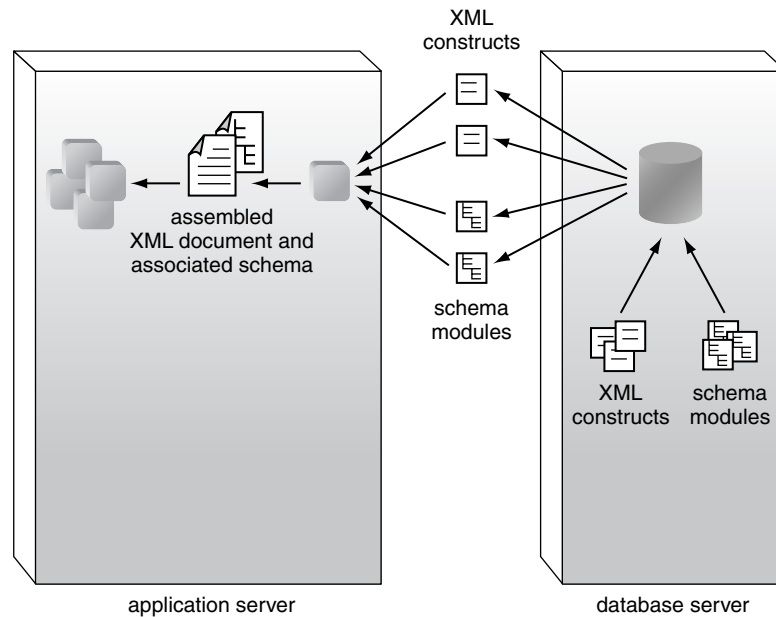 XML
constructs
assembled
XML document and
associated schema
schema
modules
XML
constructs
schema
modules
application server
database server